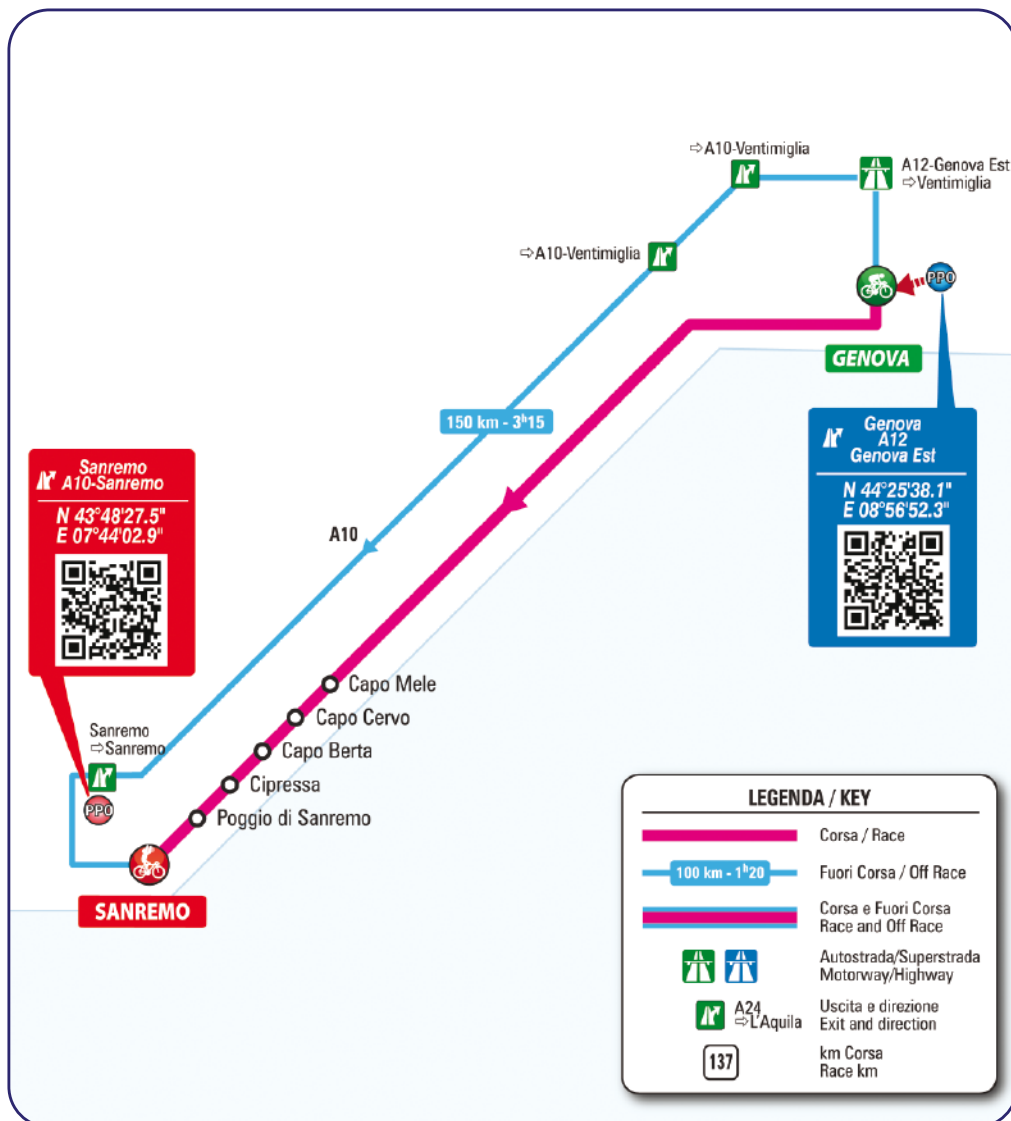 ⇨A10-Ventimiglia
A12-Genova Est
⇨Ventimiglia
⇨A10-Ventimiglia
PPO
GENOVA
150 km - 3ʰ15
Genova
A12
Genova Est
N 44°25'38.1"
E 08°56'52.3"
Sanremo
A10-Sanremo
N 43°48'27.5"
E 07°44'02.9"
A10
Capo Mele
Capo Cervo
Capo Berta
Cipressa
Poggio di Sanremo
Sanremo
⇨Sanremo
PPO
SANREMO
LEGENDA / KEY
Corsa / Race
100 km - 1ʰ20
Fuori Corsa / Off Race
Corsa e Fuori Corsa
Race and Off Race
Autostrada/Superstrada
Motorway/Highway
A24
⇨L'Aquila
Uscita e direzione
Exit and direction
137
km Corsa
Race km